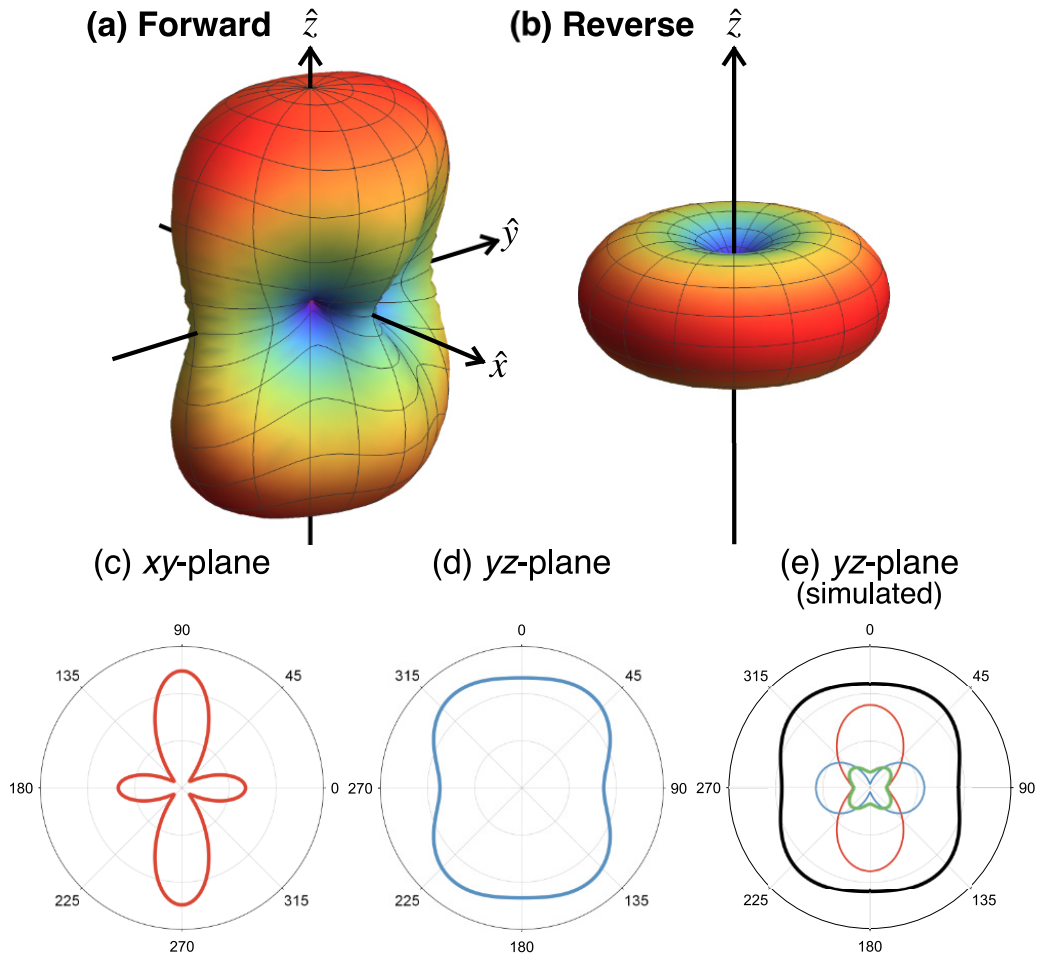 (a) Forward
ẑ
(b) Reverse
ẑ
ŷ
x̂
(c) xy-plane
(d) yz-plane
(e) yz-plane
(simulated)
90
135
45
180
0
225
315
270
0
315
45
270
90
225
135
180
0
315
45
270
90
225
135
180